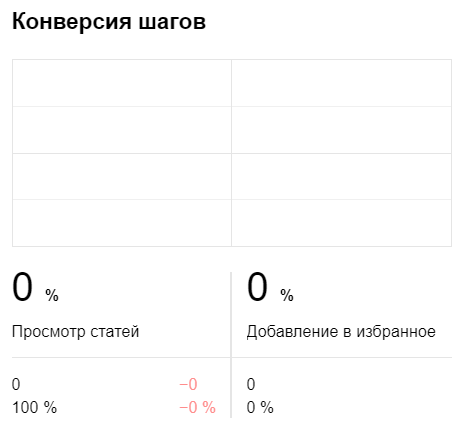 Конверсия шагов
0 % 0 %
Просмотр статей Добавление в избранное
0 −0 0
100 % −0 % 0 %